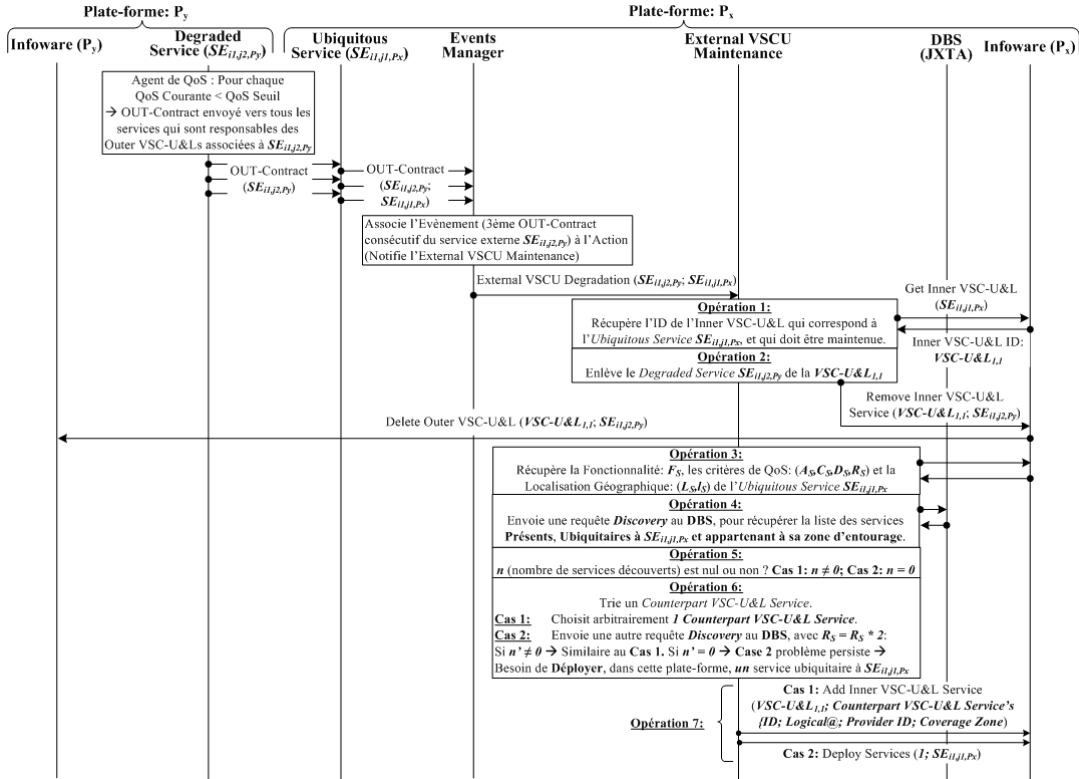 Plate-forme: Py
Plate-forme: Px
Infoware (Py)
Degraded
Service (SEi1,j2,Py)
Ubiquitous
Service (SEi1,j1,Px)
Events
Manager
External VSCU
Maintenance
DBS
(JXTA)
Infoware (Px)
Agent de QoS : Pour chaque
QoS Courante < QoS Seuil
→ OUT-Contract envoyé vers tous les
services qui sont responsables des
Outer VSC-U&Ls associées à SEi1,j2,Py
OUT-Contract
(SEi1,j2,Py)
OUT-Contract
(SEi1,j2,Py;
SEi1,j1,Px)
Associe l'Evènement (3ème OUT-Contract
consécutif du service externe SEi1,j2,Py) à l'Action
(Notifie l'External VSCU Maintenance)
External VSCU Degradation (SEi1,j2,Py; SEi1,j1,Px)
Get Inner VSC-U&L
(SEi1,j1,Px)
Opération 1:
Récupère l'ID de l'Inner VSC-U&L qui correspond à
l'Ubiquitous Service SEi1,j1,Px, et qui doit être maintenue.
Inner VSC-U&L ID:
VSC-U&L1,1
Opération 2:
Enlève le Degraded Service SEi1,j2,Py de la VSC-U&L1,1
Remove Inner VSC-U&L
Service (VSC-U&L1,1; SEi1,j2,Py)
Delete Outer VSC-U&L (VSC-U&L1,1; SEi1,j2,Py)
Opération 3:
Récupère la Fonctionnalité: FS, les critères de QoS: (AS,CS,DS,RS) et la
Localisation Géographique: (LS,lS) de l'Ubiquitous Service SEi1,j1,Px
Opération 4:
Envoie une requête Discovery au DBS, pour récupérer la liste des services
Présents, Ubiquitaires à SEi1,j1,Px et appartenant à sa zone d'entourage.
Opération 5:
n (nombre de services découverts) est nul ou non ? Cas 1: n ≠ 0; Cas 2: n = 0
Opération 6:
Trie un Counterpart VSC-U&L Service.
Cas 1: Choisit arbitrairement 1 Counterpart VSC-U&L Service.
Cas 2: Envoie une autre requête Discovery au DBS, avec RS = RS * 2:
Si n' ≠ 0 → Similaire au Cas 1. Si n' = 0 → Case 2 problème persiste →
Besoin de Déployer, dans cette plate-forme, un service ubiquitaire à SEi1,j1,Px
Opération 7:
Cas 1: Add Inner VSC-U&L Service
(VSC-U&L1,1; Counterpart VSC-U&L Service's
{ID; Logical@; Provider ID; Coverage Zone)
Cas 2: Deploy Services (1; SEi1,j1,Px)